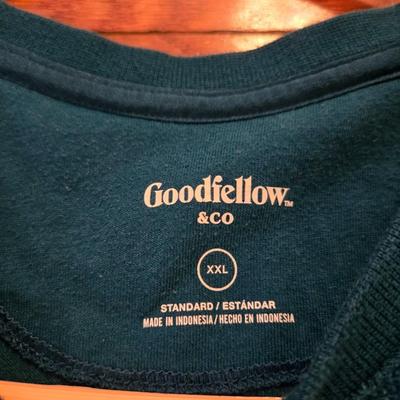 Goodfellow™
&CO
XXL
STANDARD / ESTÁNDAR
MADE IN INDONESIA / HECHO EN INDONESIA